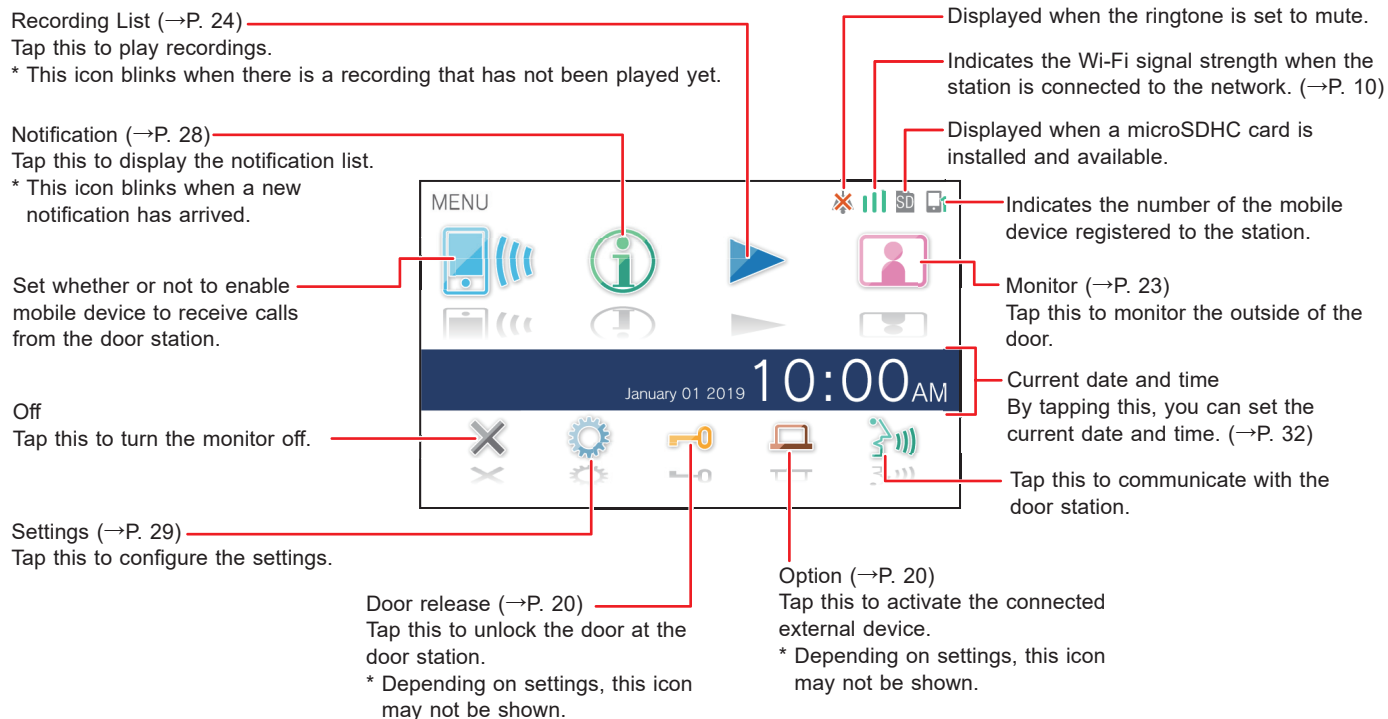 Recording List (→P. 24)
Tap this to play recordings.
* This icon blinks when there is a recording that has not been played yet.
Notification (→P. 28)
Tap this to display the notification list.
* This icon blinks when a new
notification has arrived.
Set whether or not to enable
mobile device to receive calls
from the door station.
Off
Tap this to turn the monitor off.
Settings (→P. 29)
Tap this to configure the settings.
Door release (→P. 20)
Tap this to unlock the door at the
door station.
* Depending on settings, this icon
may not be shown.
MENU
SD
January 01 2019 10:00AM
Displayed when the ringtone is set to mute.
Indicates the Wi-Fi signal strength when the
station is connected to the network. (→P. 10)
Displayed when a microSDHC card is
installed and available.
Indicates the number of the mobile
device registered to the station.
Monitor (→P. 23)
Tap this to monitor the outside of the
door.
Current date and time
By tapping this, you can set the
current date and time. (→P. 32)
Tap this to communicate with the
door station.
Option (→P. 20)
Tap this to activate the connected
external device.
* Depending on settings, this icon
may not be shown.